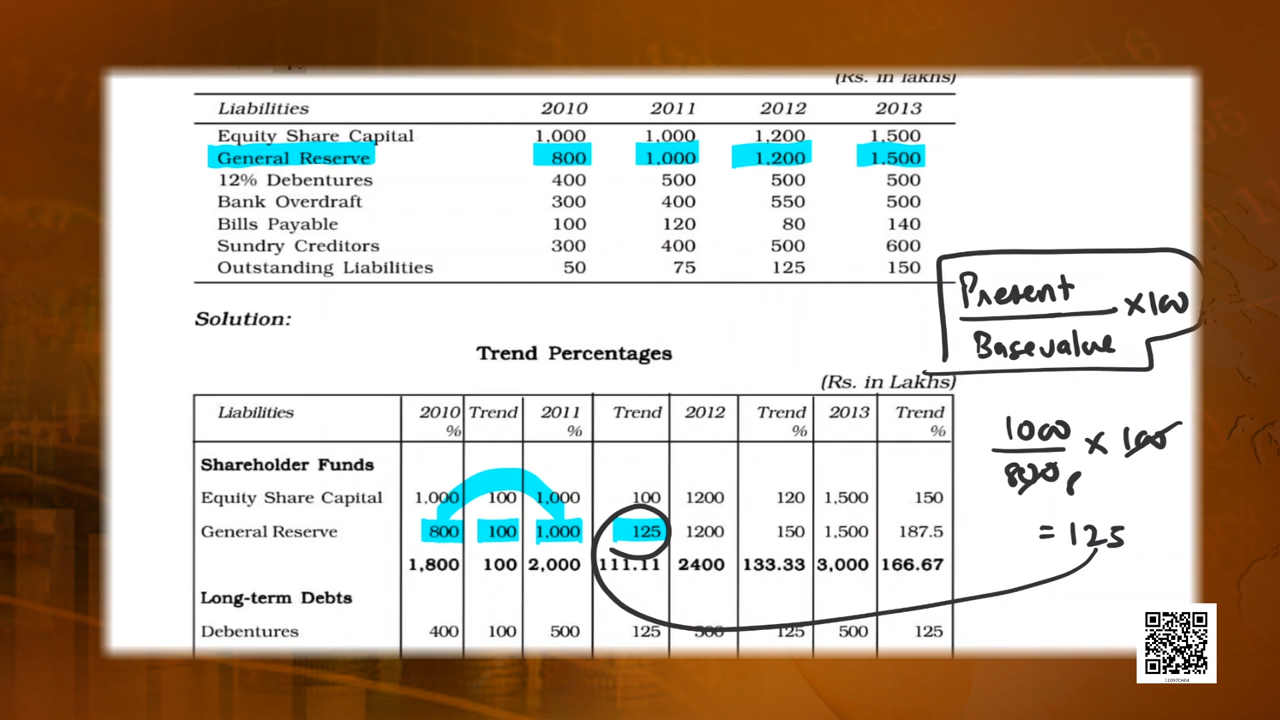 (Rs. in lakhs)
Liabilities 2010 2011 2012 2013
Equity Share Capital 1,000 1,000 1,200 1,500
General Reserve 800 1,000 1,200 1,500
12% Debentures 400 500 500 500
Bank Overdraft 300 400 550 500
Bills Payable 100 120 80 140
Sundry Creditors 300 400 500 600
Outstanding Liabilities 50 75 125 150
Present
Base value
×100
Solution:
Trend Percentages
(Rs. in Lakhs)
Liabilities 2010 Trend 2011 Trend 2012 Trend 2013 Trend
% % % %
Shareholder Funds
Equity Share Capital 1,000 100 1,000 100 1200 120 1,500 150
General Reserve 800 100 1,000 125 1200 150 1,500 187.5
1,800 100 2,000 111.11 2400 133.33 3,000 166.67
Long-term Debts
Debentures 400 100 500 125 500 125 500 125
1000
800 8
× 100
= 125
12097CH04